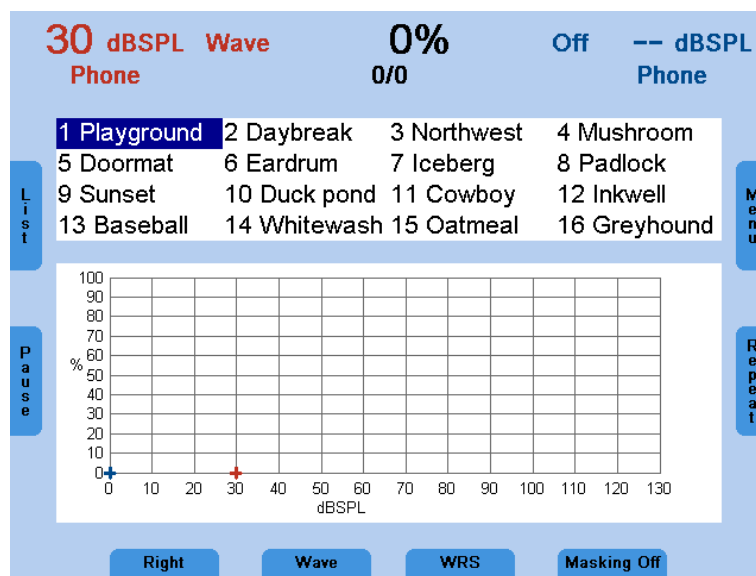 30 dBSPL Wave 0% Off -- dBSPL
Phone 0/0 Phone
1 Playground 2 Daybreak 3 Northwest 4 Mushroom
5 Doormat 6 Eardrum 7 Iceberg 8 Padlock
9 Sunset 10 Duck pond 11 Cowboy 12 Inkwell
13 Baseball 14 Whitewash 15 Oatmeal 16 Greyhound
List
Menu
Pause
Repeat
100
90
80
70
% 60
50
40
30
20
10
0
0 10 20 30 40 50 60 70 80 90 100 110 120 130
dBSPL
Right Wave WRS Masking Off